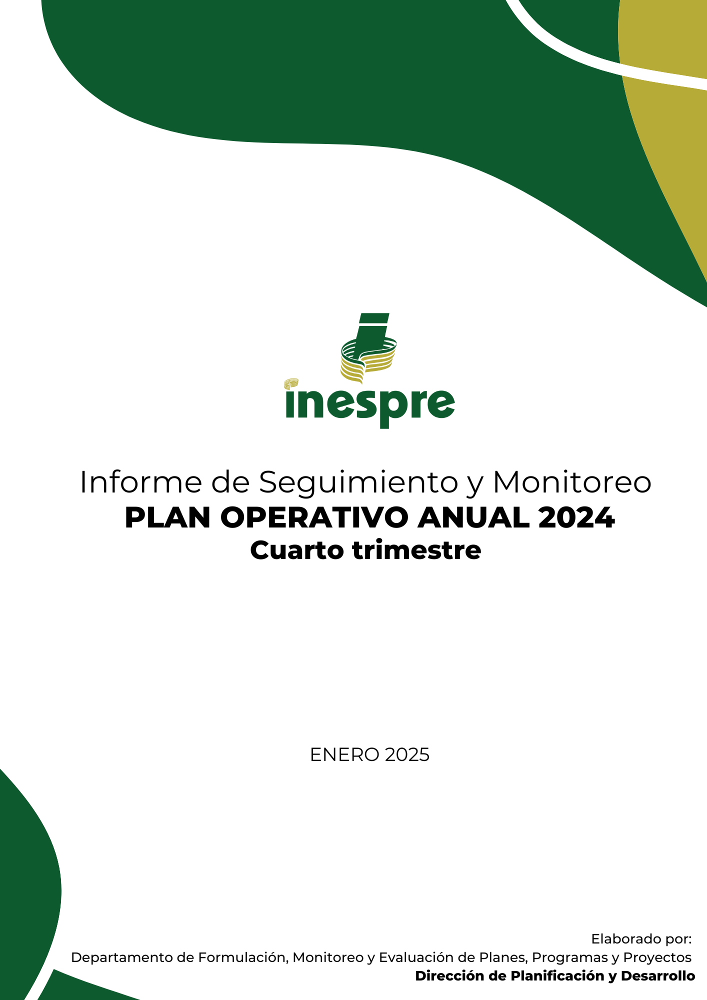 inespre
Informe de Seguimiento y Monitoreo
PLAN OPERATIVO ANUAL 2024
Cuarto trimestre
ENERO 2025
Elaborado por:
Departamento de Formulación, Monitoreo y Evaluación de Planes, Programas y Proyectos
Dirección de Planificación y Desarrollo